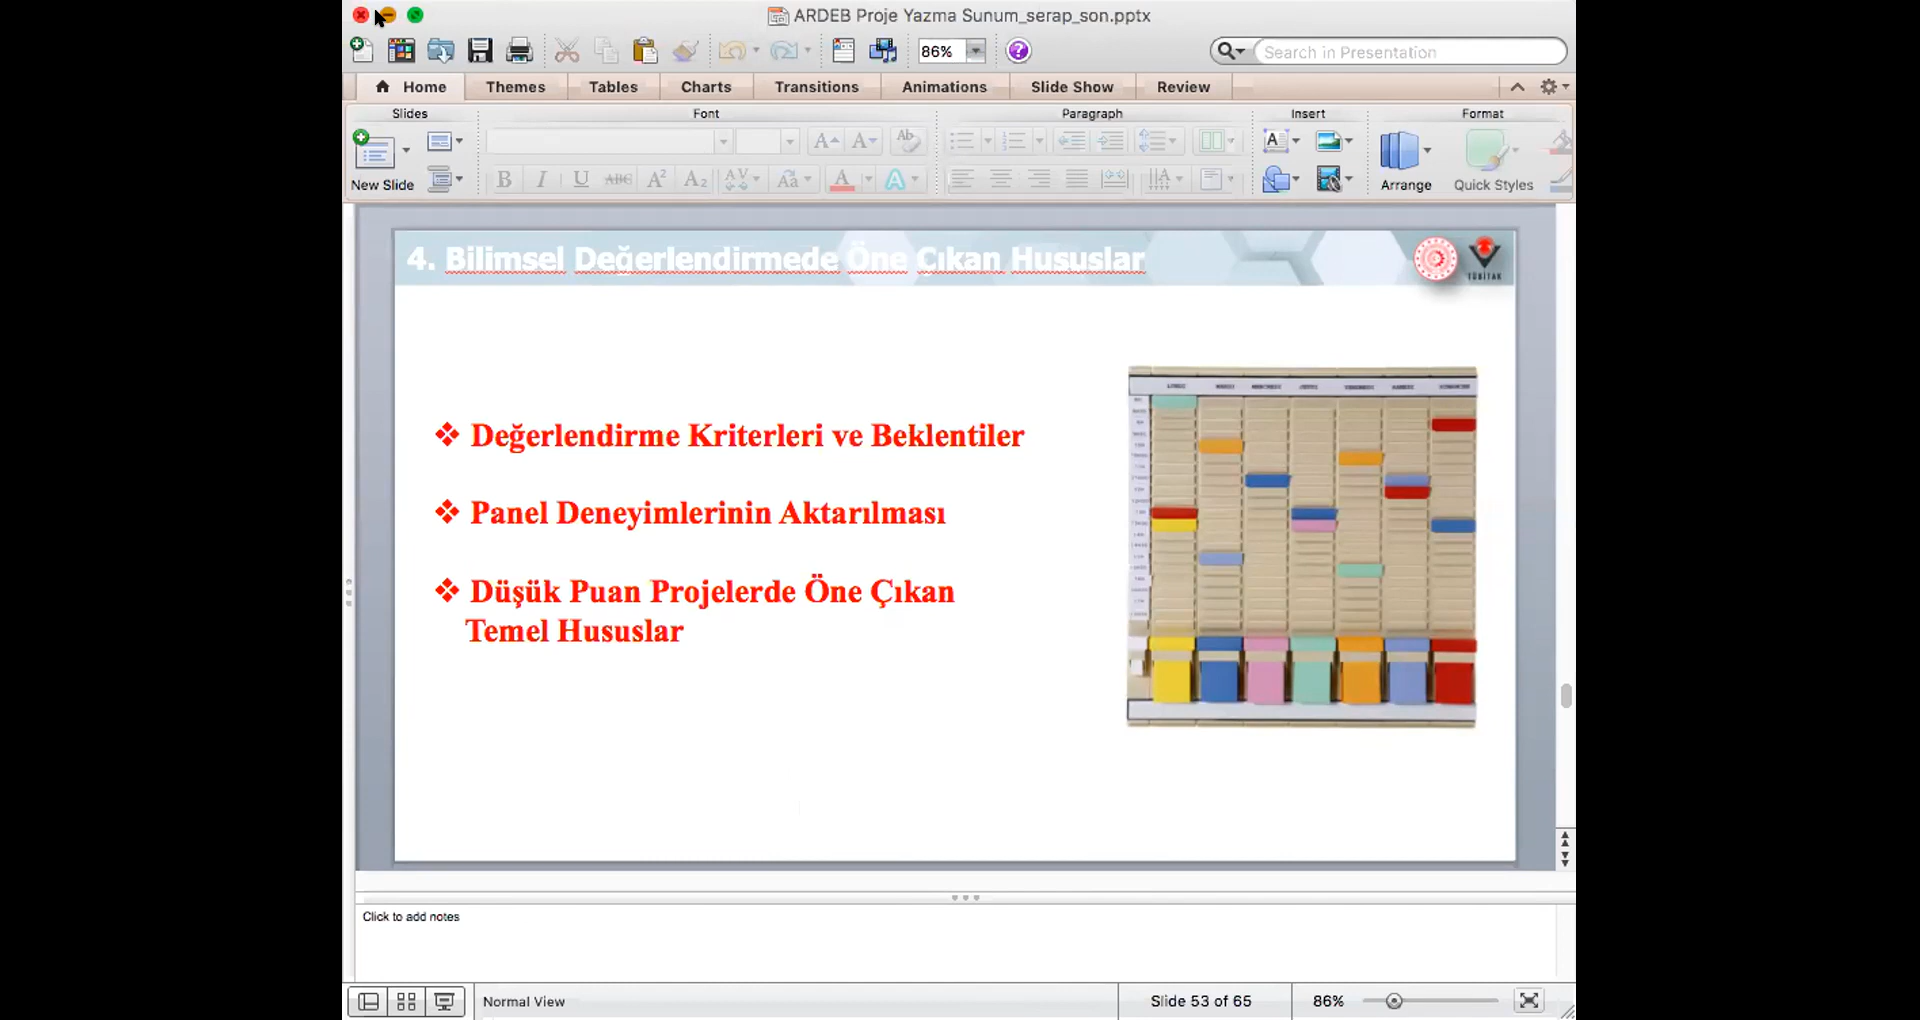 ARDEB Proje Yazma Sunum_serap_son.pptx
86%
Search in Presentation
Home Themes Tables Charts Transitions Animations Slide Show Review
Slides Font Paragraph Insert Format
New Slide
Arrange
Quick Styles
4. Bilimsel Değerlendirmede Öne Çıkan Hususlar
TÜBİTAK
Değerlendirme Kriterleri ve Beklentiler
Panel Deneyimlerinin Aktarılması
Düşük Puan Projelerde Öne Çıkan
Temel Hususlar
Click to add notes
Normal View
Slide 53 of 65
86%